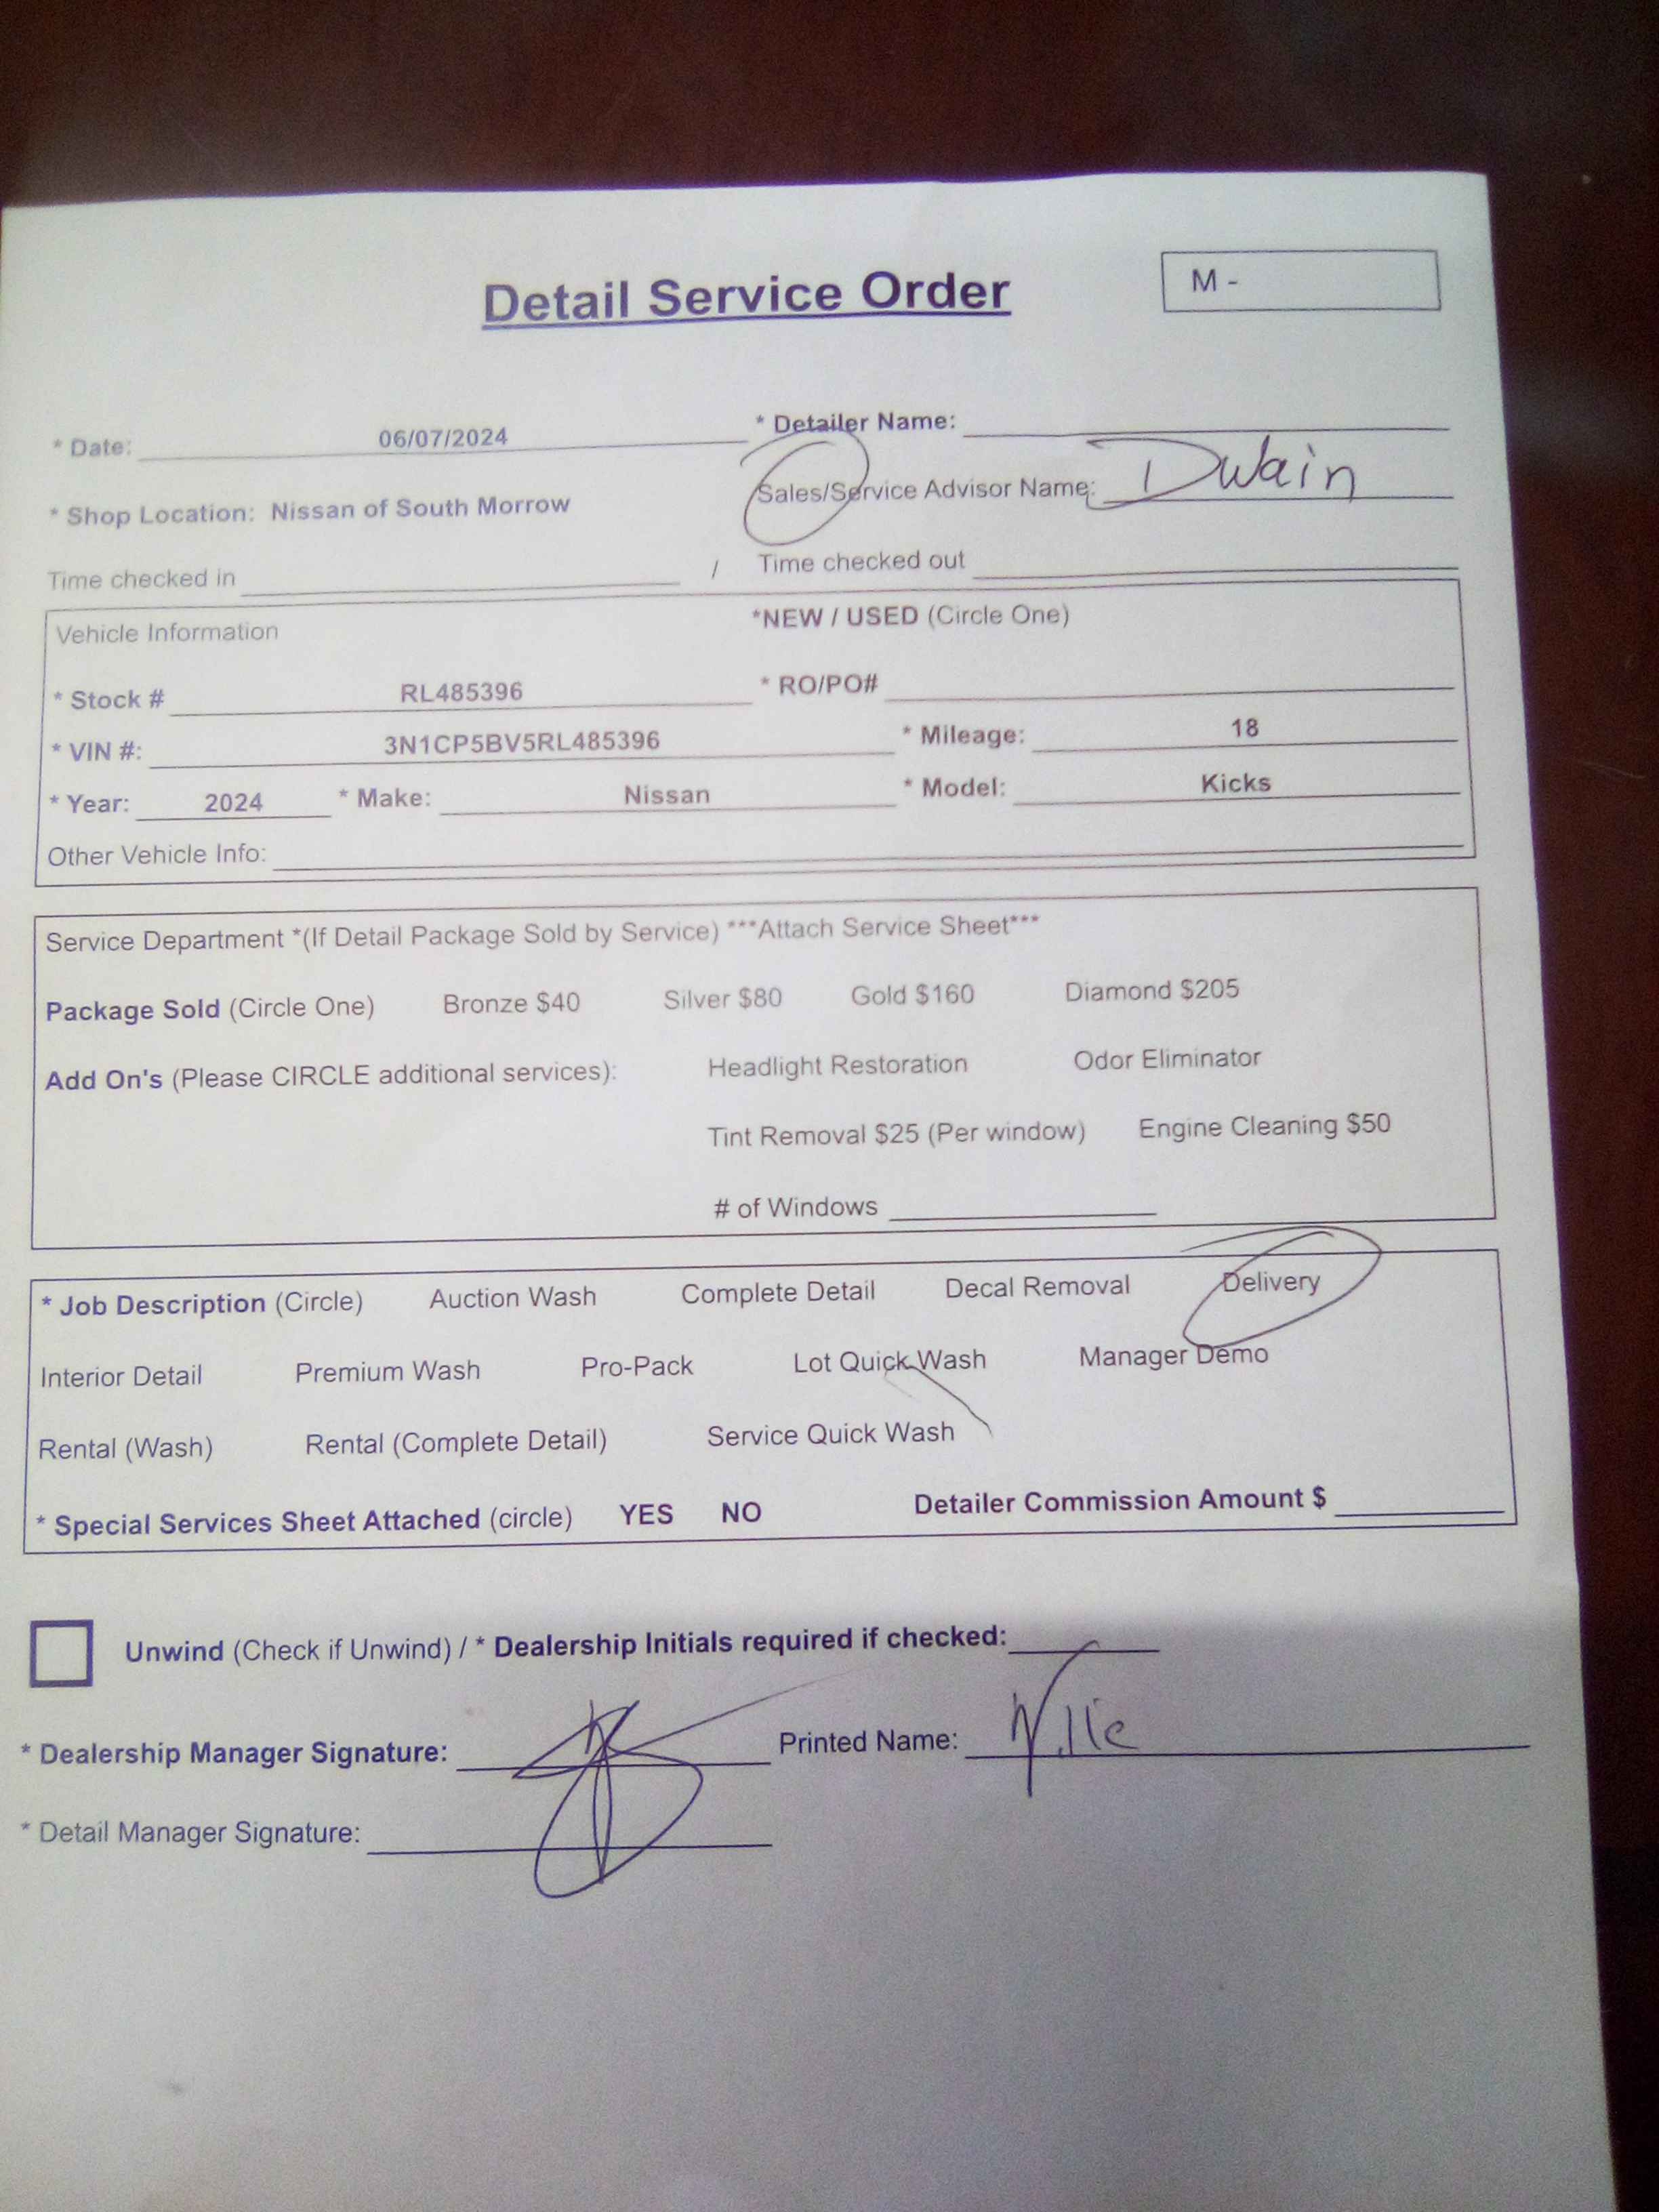 Detail Service Order
M -
* Date: 06/07/2024 * Detailer Name:
* Shop Location: Nissan of South Morrow Sales/Service Advisor Name: Dwain
Time checked in / Time checked out
Vehicle Information *NEW / USED (Circle One)
* Stock # RL485396 * RO/PO#
* VIN #: 3N1CP5BV5RL485396 * Mileage: 18
* Year: 2024 * Make: Nissan * Model: Kicks
Other Vehicle Info:
Service Department *(If Detail Package Sold by Service) ***Attach Service Sheet***
Package Sold (Circle One) Bronze $40 Silver $80 Gold $160 Diamond $205
Add On's (Please CIRCLE additional services): Headlight Restoration Odor Eliminator
Tint Removal $25 (Per window) Engine Cleaning $50
# of Windows
* Job Description (Circle) Auction Wash Complete Detail Decal Removal Delivery
Interior Detail Premium Wash Pro-Pack Lot Quick Wash Manager Demo
Rental (Wash) Rental (Complete Detail) Service Quick Wash
* Special Services Sheet Attached (circle) YES NO Detailer Commission Amount $
Unwind (Check if Unwind) / * Dealership Initials required if checked:
* Dealership Manager Signature: Printed Name:
* Detail Manager Signature: